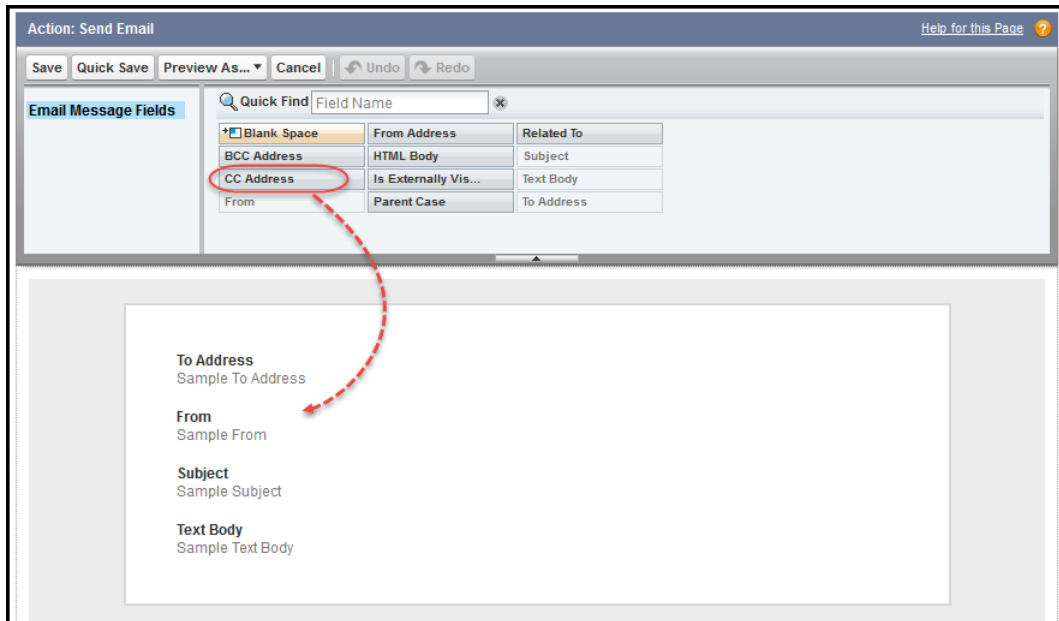 Action: Send Email Help for this Page ?
Save Quick Save Preview As... Cancel Undo Redo
Email Message Fields
Quick Find Field Name
Blank Space From Address Related To
BCC Address HTML Body Subject
CC Address Is Externally Vis... Text Body
From Parent Case To Address
To Address
Sample To Address
From
Sample From
Subject
Sample Subject
Text Body
Sample Text Body